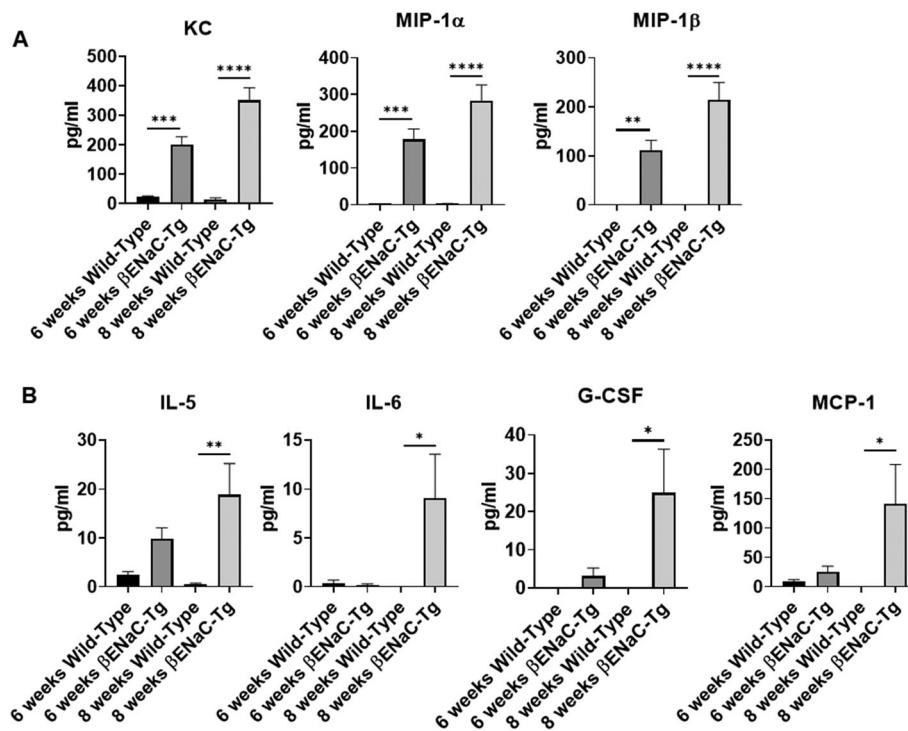 A
KC
MIP-1α
MIP-1β
500
400
300
200
100
0
pg/ml
***
****
6 weeks Wild-Type
6 weeks βENaC-Tg
8 weeks Wild-Type
8 weeks βENaC-Tg
400
300
200
100
0
pg/ml
***
****
6 weeks Wild-Type
6 weeks βENaC-Tg
8 weeks Wild-Type
8 weeks βENaC-Tg
300
200
100
0
pg/ml
**
****
6 weeks Wild-Type
6 weeks βENaC-Tg
8 weeks Wild-Type
8 weeks βENaC-Tg
B
IL-5
IL-6
G-CSF
MCP-1
30
20
10
0
pg/ml
**
6 weeks Wild-Type
6 weeks βENaC-Tg
8 weeks Wild-Type
8 weeks βENaC-Tg
15
10
5
0
pg/ml
*
6 weeks Wild-Type
6 weeks βENaC-Tg
8 weeks Wild-Type
8 weeks βENaC-Tg
40
30
20
10
0
pg/ml
*
6 weeks Wild-Type
6 weeks βENaC-Tg
8 weeks Wild-Type
8 weeks βENaC-Tg
250
200
150
100
50
0
pg/ml
*
6 weeks Wild-Type
6 weeks βENaC-Tg
8 weeks Wild-Type
8 weeks βENaC-Tg